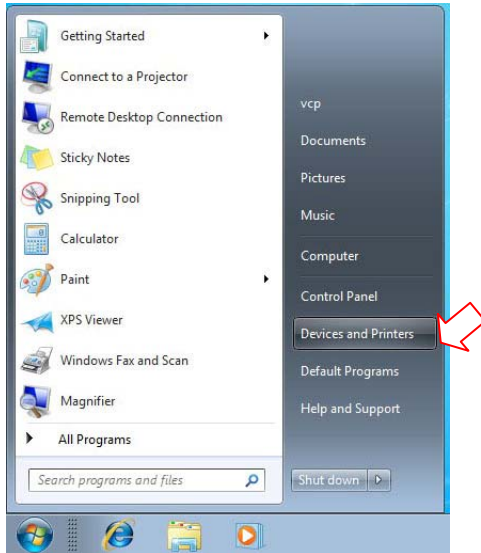 Getting Started
Connect to a Projector
Remote Desktop Connection
Sticky Notes
Snipping Tool
Calculator
Paint
XPS Viewer
Windows Fax and Scan
Magnifier
All Programs
Search programs and files
vcp
Documents
Pictures
Music
Computer
Control Panel
Devices and Printers
Default Programs
Help and Support
Shut down